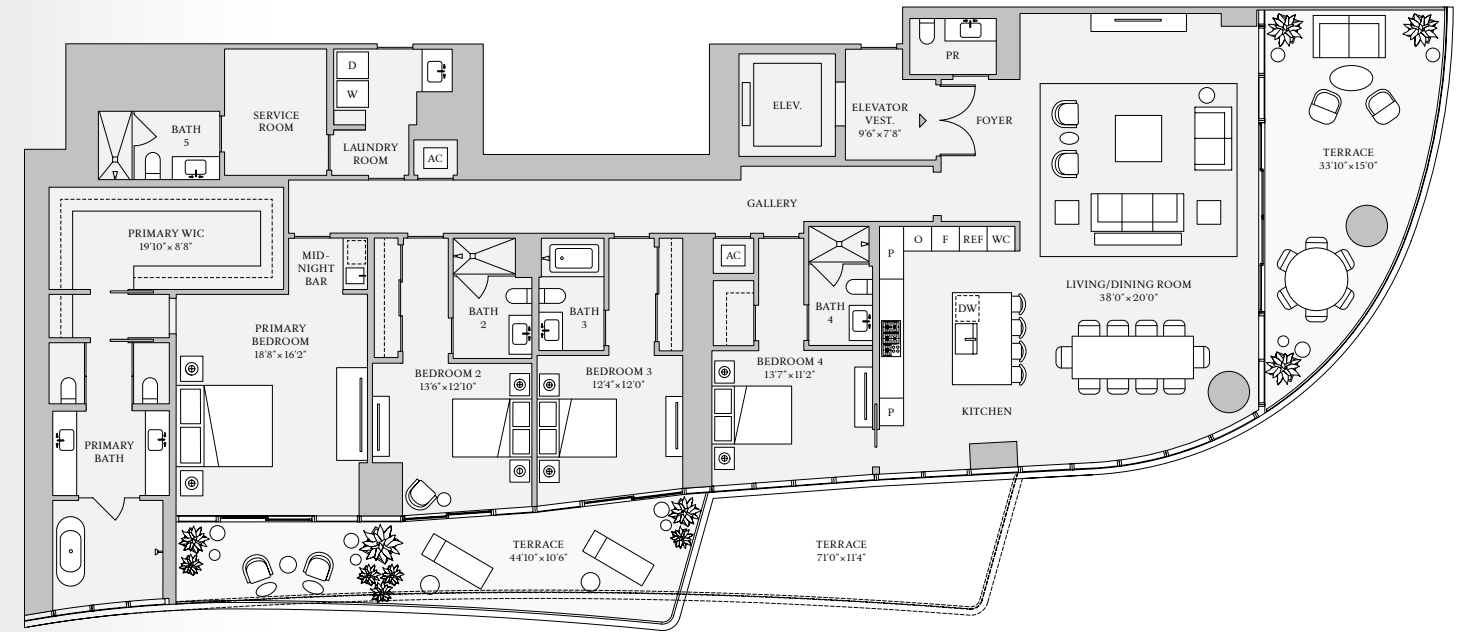 PR
D
W
SERVICE
ROOM
BATH
5
LAUNDRY
ROOM
AC
ELEV.
ELEVATOR
VEST.
9'6"×7'8"
FOYER
TERRACE
33'10"×15'0"
GALLERY
PRIMARY WIC
19'10"×8'8"
MID-
NIGHT
BAR
AC
P
O
F
REF
WC
LIVING/DINING ROOM
38'0"×20'0"
DW
BATH
2
BATH
3
BATH
4
PRIMARY
BEDROOM
18'8"×16'2"
BEDROOM 2
13'6"×12'10"
BEDROOM 3
12'4"×12'0"
BEDROOM 4
13'7"×11'2"
P
KITCHEN
PRIMARY
BATH
TERRACE
44'10"×10'6"
TERRACE
71'0"×11'4"